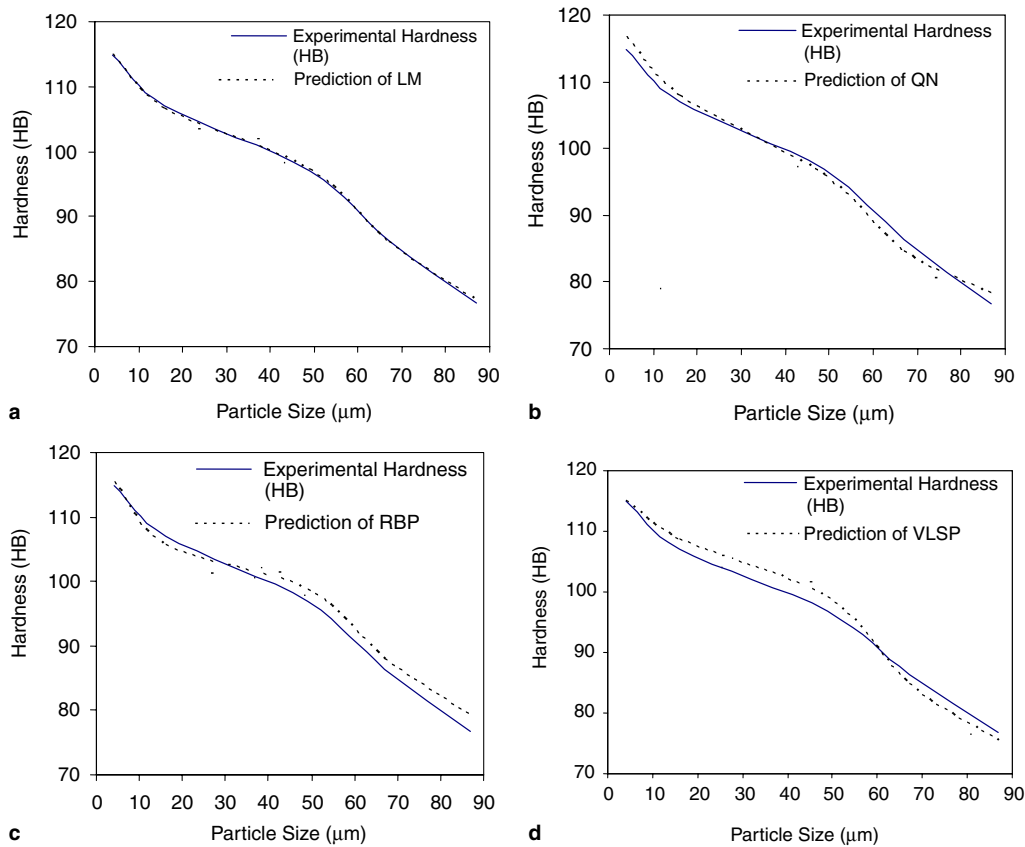 120
110
100
90
80
70
Hardness (HB)
Experimental Hardness
(HB)
Prediction of LM
0 10 20 30 40 50 60 70 80 90
Particle Size (μm)
a
120
110
100
90
80
70
Hardness (HB)
Experimental Hardness
(HB)
Prediction of QN
0 10 20 30 40 50 60 70 80 90
Particle Size (μm)
b
120
110
100
90
80
70
Hardness (HB)
Experimental Hardness
(HB)
Prediction of RBP
0 10 20 30 40 50 60 70 80 90
Particle Size (μm)
c
120
110
100
90
80
70
Hardness (HB)
Experimental Hardness
(HB)
Prediction of VLSP
0 10 20 30 40 50 60 70 80 90
Particle Size (μm)
d